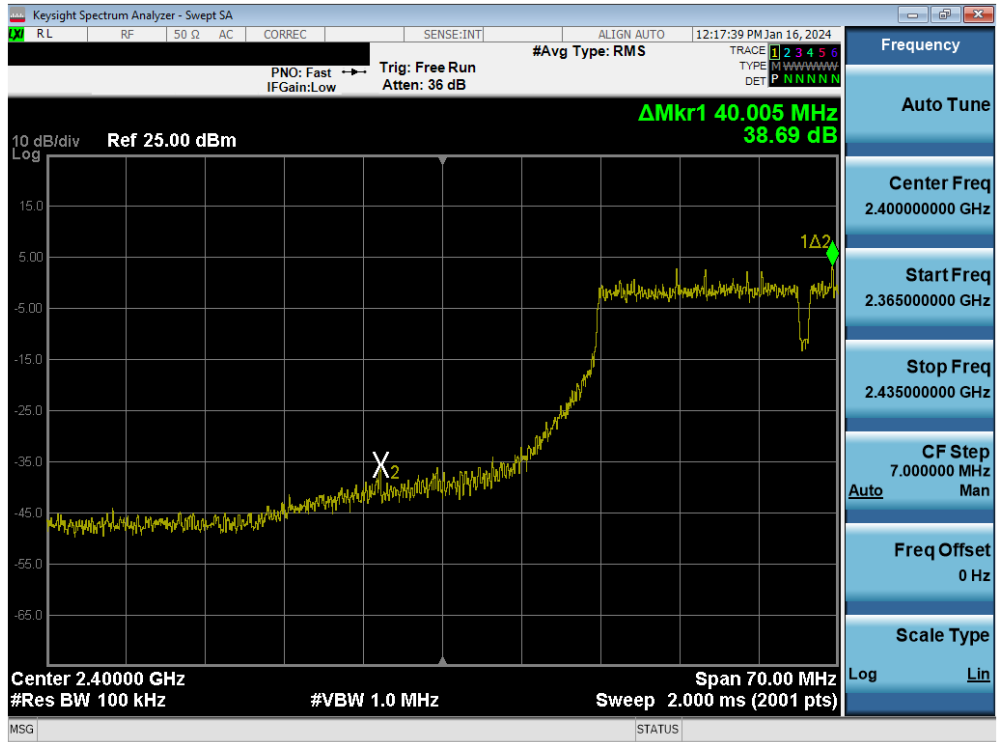 Keysight Spectrum Analyzer - Swept SA
LXI RL RF 50 Ω AC CORREC SENSE:INT ALIGN AUTO 12:17:39 PM Jan 16, 2024
PNO: Fast
IFGain:Low
Trig: Free Run
Atten: 36 dB
#Avg Type: RMS
TRACE 1 2 3 4 5 6
TYPE M WWWWW
DET P N N N N N
ΔMkr1 40.005 MHz
38.69 dB
10 dB/div Ref 25.00 dBm
Log
15.0
5.00
-5.00
-15.0
-25.0
-35.0
-45.0
-55.0
-65.0
1Δ2
X2
Center 2.40000 GHz Span 70.00 MHz
#Res BW 100 kHz #VBW 1.0 MHz Sweep 2.000 ms (2001 pts)
MSG STATUS
Frequency
Auto Tune
Center Freq
2.400000000 GHz
Start Freq
2.365000000 GHz
Stop Freq
2.435000000 GHz
CF Step
7.000000 MHz
Auto Man
Freq Offset
0 Hz
Scale Type
Log Lin